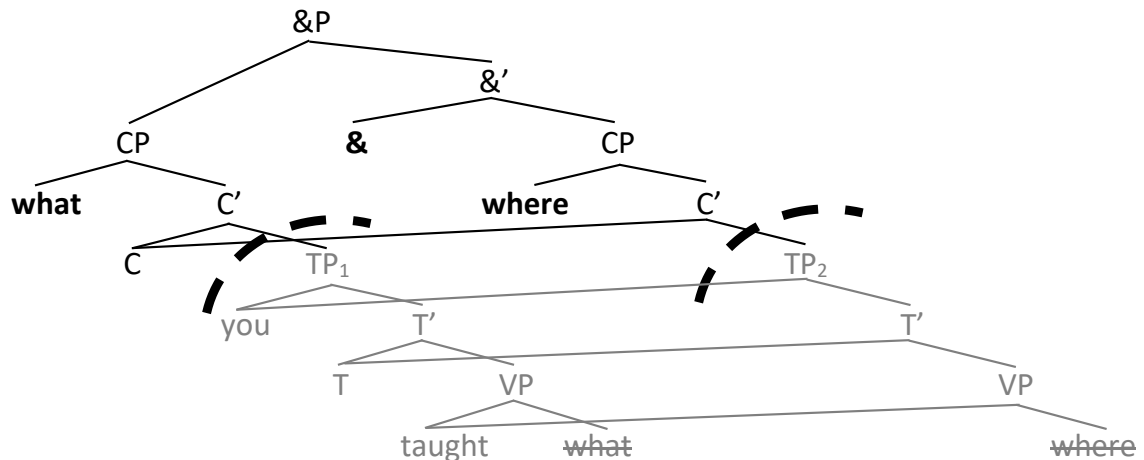 &P
&’
CP & CP
what C’ where C’
C TP₁ TP₂
you T’ T’
T VP VP
taught what where